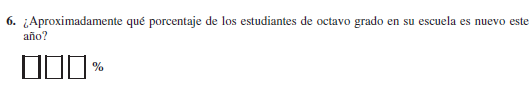 6. ¿Aproximadamente qué porcentaje de los estudiantes de octavo grado en su escuela es nuevo este
año?
%